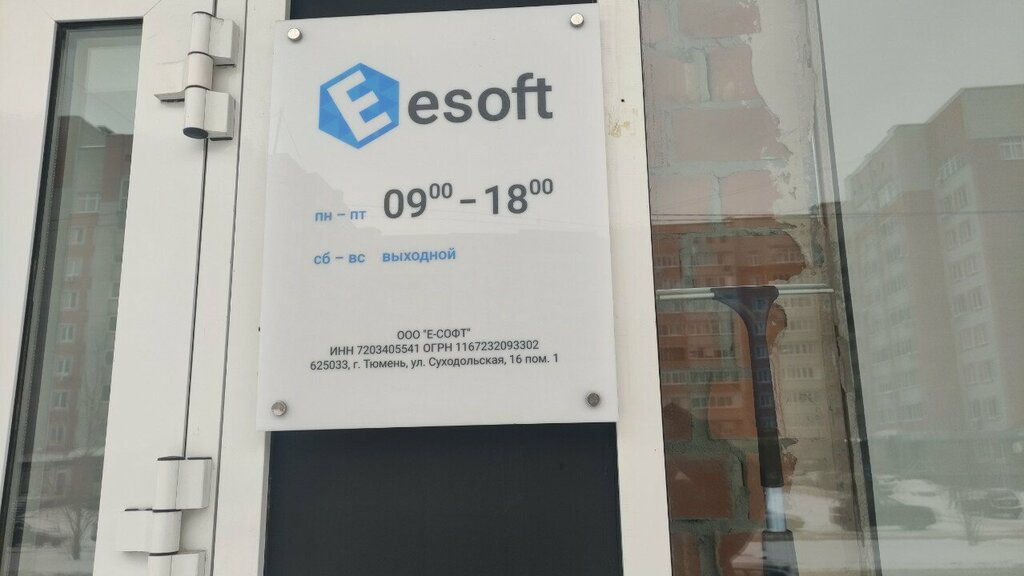 E esoft
пн – пт 09⁰⁰ – 18⁰⁰
сб – вс выходной
ООО "Е-СОФТ"
ИНН 7203405541 ОГРН 1167232093302
625033, г. Тюмень, ул. Суходольская, 16 пом. 1